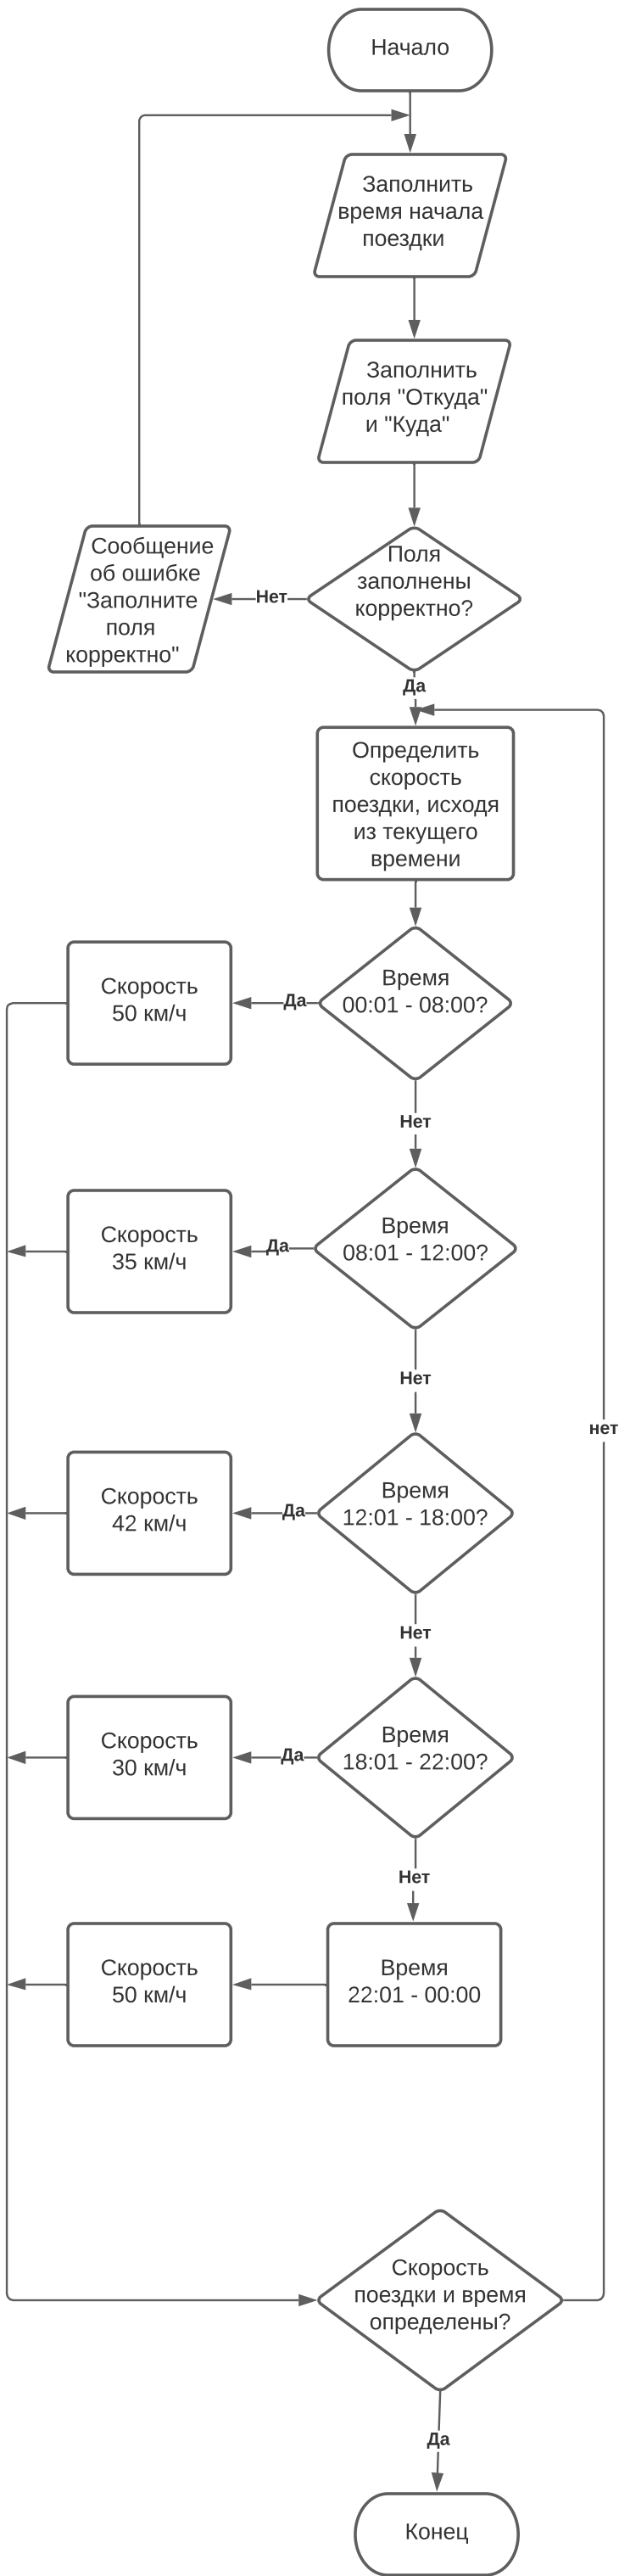 Начало
Заполнить
время начала
поездки
Заполнить
поля "Откуда"
и "Куда"
Поля
заполнены
корректно?
Нет
Сообщение
об ошибке
"Заполните
поля
корректно"
Да
Определить
скорость
поездки, исходя
из текущего
времени
Время
00:01 - 08:00?
Да
Скорость
50 км/ч
Нет
Время
08:01 - 12:00?
Да
Скорость
35 км/ч
Нет
нет
Время
12:01 - 18:00?
Да
Скорость
42 км/ч
Нет
Время
18:01 - 22:00?
Да
Скорость
30 км/ч
Нет
Время
22:01 - 00:00
Скорость
50 км/ч
Скорость
поездки и время
определены?
Да
Конец